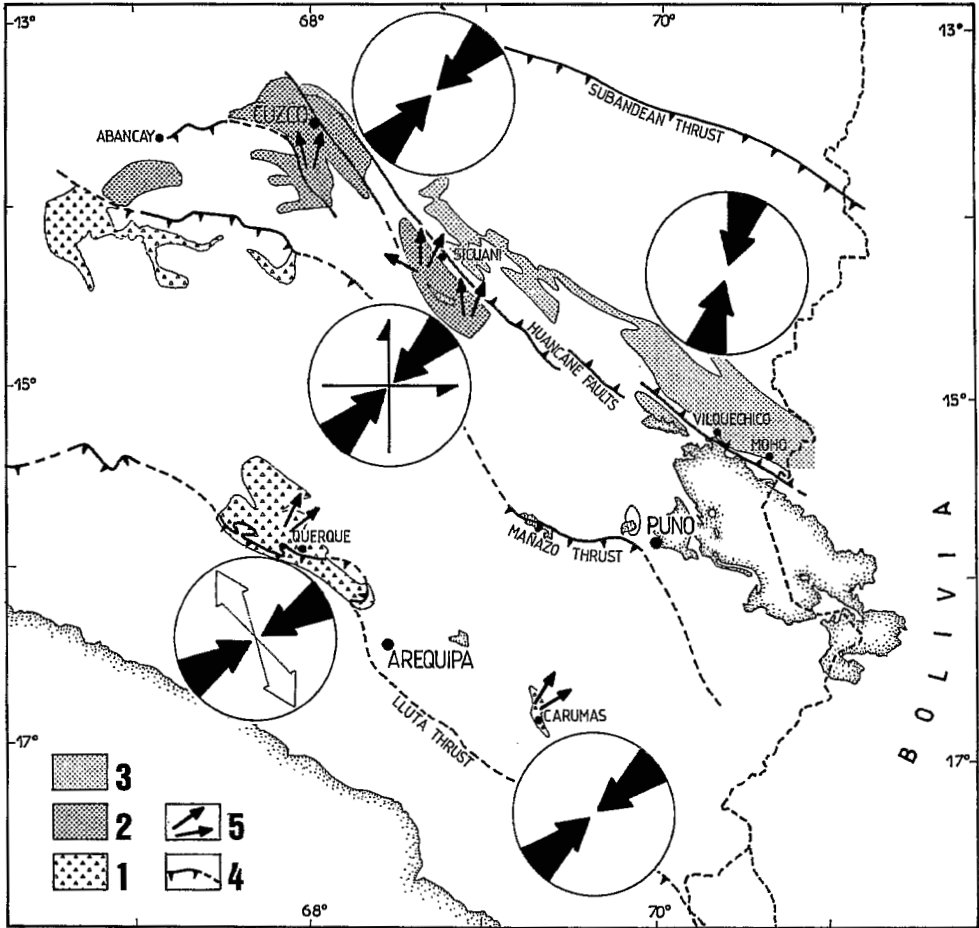 68°
70°
-13°
13°-
SUBANDEAN THRUST
CUZCO
ABANCAY
SICUANI
HUANCANE FAULTS
-15°
15°-
VILQUECHICO
MOHO
QUERQUE
MAÑAZO THRUST
PUNO
BOLIVIA
AREQUIPA
LLUTA THRUST
CARUMAS
-17°
17°-
3
2
5
1
4
68°
70°